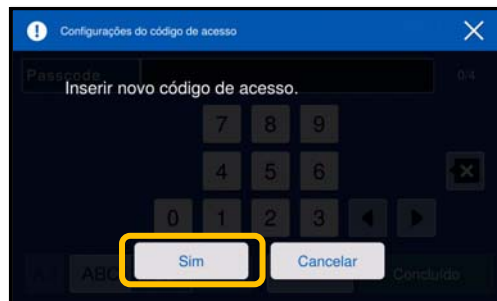 Configurações do código de acesso
Passcode 0/4
Inserir novo código de acesso.
7 8 9
4 5 6
0 1 2 3
Sim Cancelar
ABC Concluído